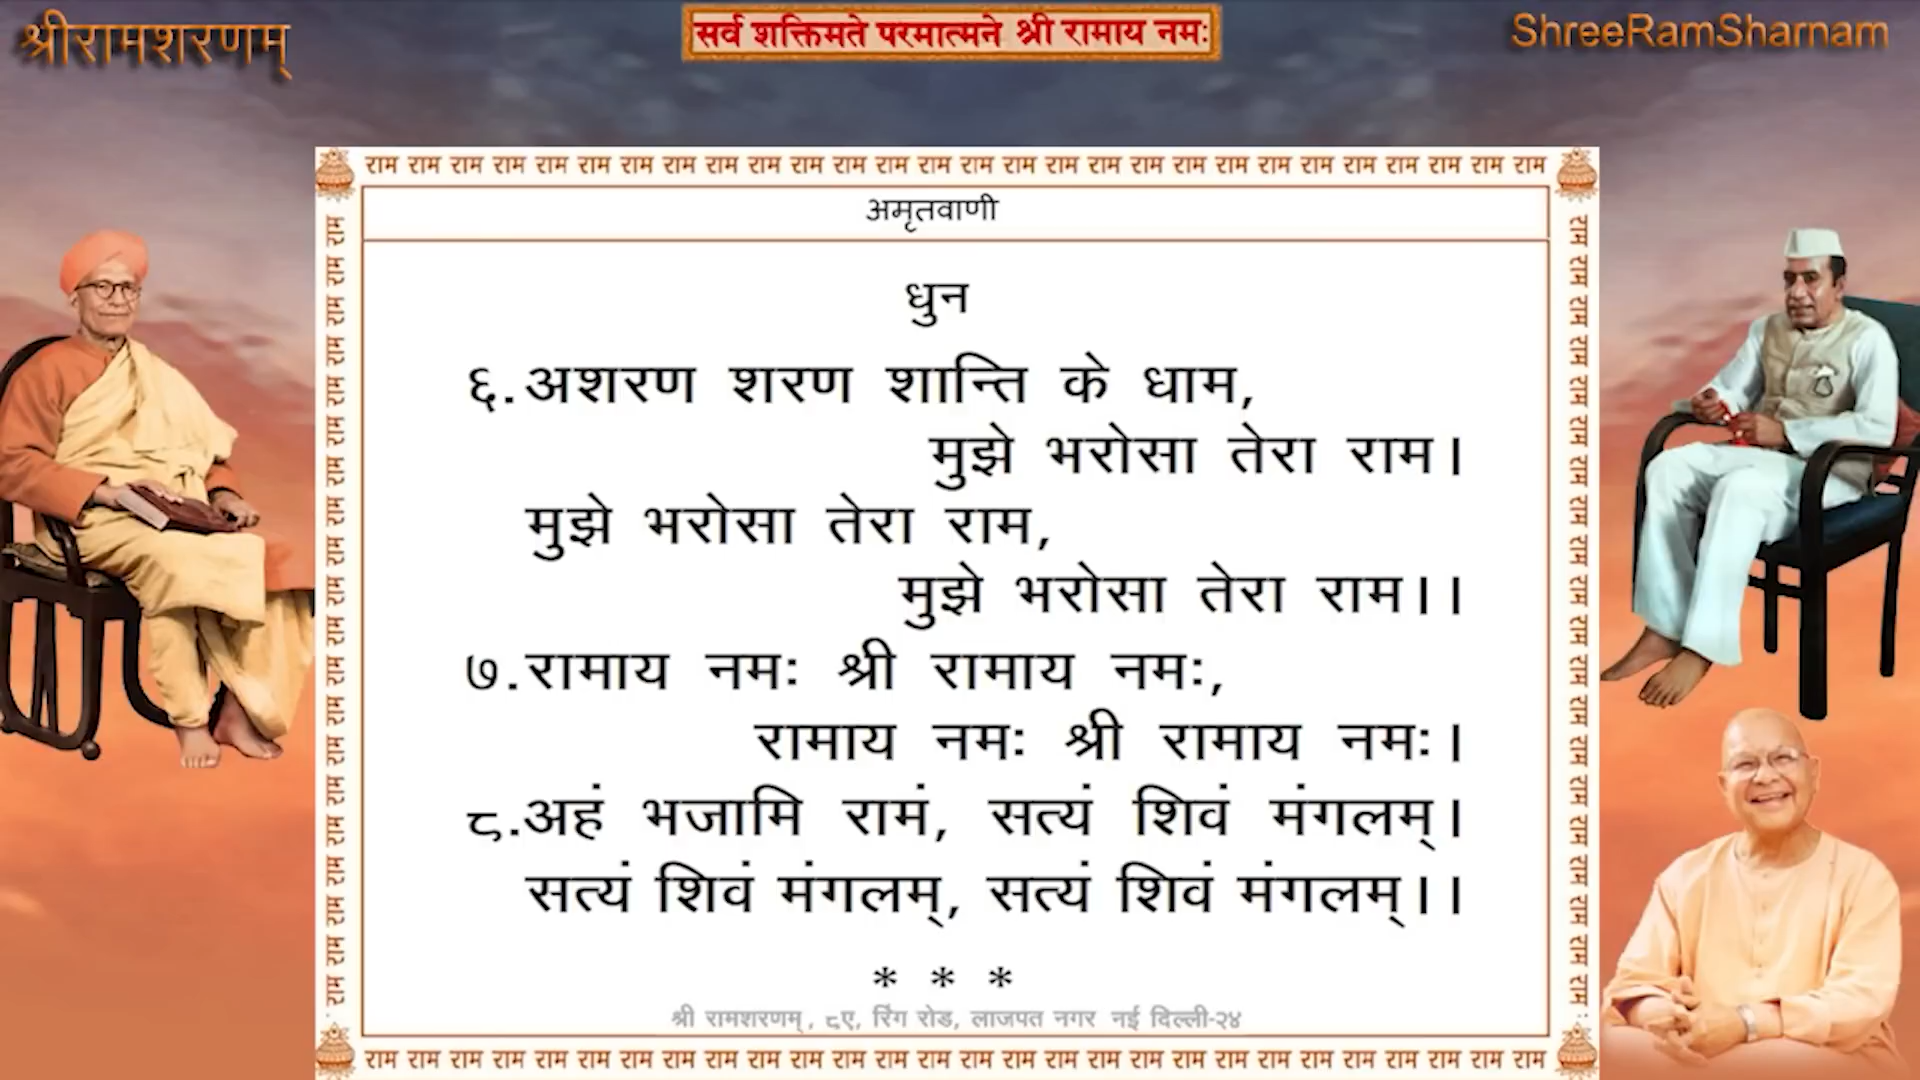 श्रीरामशरणम्
सर्व शक्तिमते परमात्मने श्री रामाय नमः
ShreeRamSharnam
राम राम राम राम राम राम राम राम राम राम राम राम राम राम राम राम राम राम राम राम राम राम राम राम राम राम राम राम
अमृतवाणी
धुन
६.अशरण शरण शान्ति के धाम,
मुझे भरोसा तेरा राम।
मुझे भरोसा तेरा राम,
मुझे भरोसा तेरा राम।।
७.रामाय नमः श्री रामाय नमः,
रामाय नमः श्री रामाय नमः।
८.अहं भजामि रामं, सत्यं शिवं मंगलम्।
सत्यं शिवं मंगलम्, सत्यं शिवं मंगलम्।।
* * *
श्री रामशरणम् , ८ए, रिंग रोड, लाजपत नगर नई दिल्ली-२४
राम राम राम राम राम राम राम राम राम राम राम राम राम राम राम राम राम राम राम राम राम राम राम राम राम राम राम राम
राम राम राम राम राम राम राम राम राम राम राम राम राम राम राम राम राम राम राम राम
राम राम राम राम राम राम राम राम राम राम राम राम राम राम राम राम राम राम राम राम